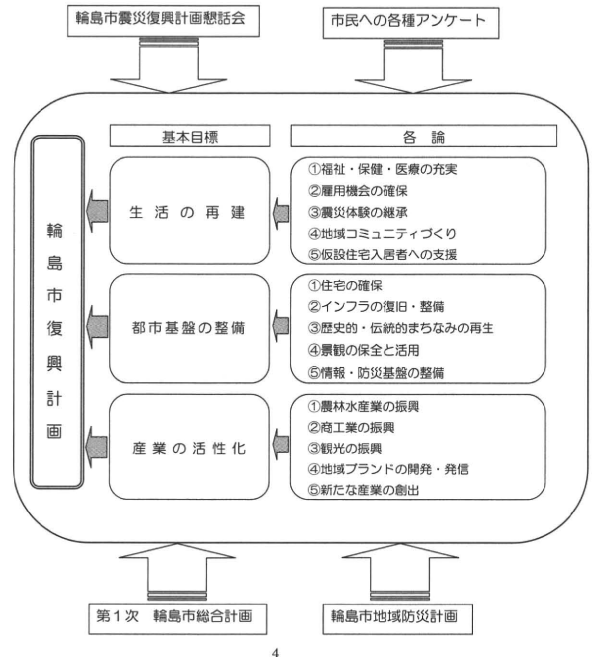 輪島市震災復興計画懇話会
市民への各種アンケート
基本目標
各 論
輪島市復興計画
生活の再建
①福祉・保健・医療の充実
②雇用機会の確保
③震災体験の継承
④地域コミュニティづくり
⑤仮設住宅入居者への支援
都市基盤の整備
①住宅の確保
②インフラの復旧・整備
③歴史的・伝統的まちなみの再生
④景観の保全と活用
⑤情報・防災基盤の整備
産業の活性化
①農林水産業の振興
②商工業の振興
③観光の振興
④地域ブランドの開発・発信
⑤新たな産業の創出
第1次 輪島市総合計画
輪島市地域防災計画
4